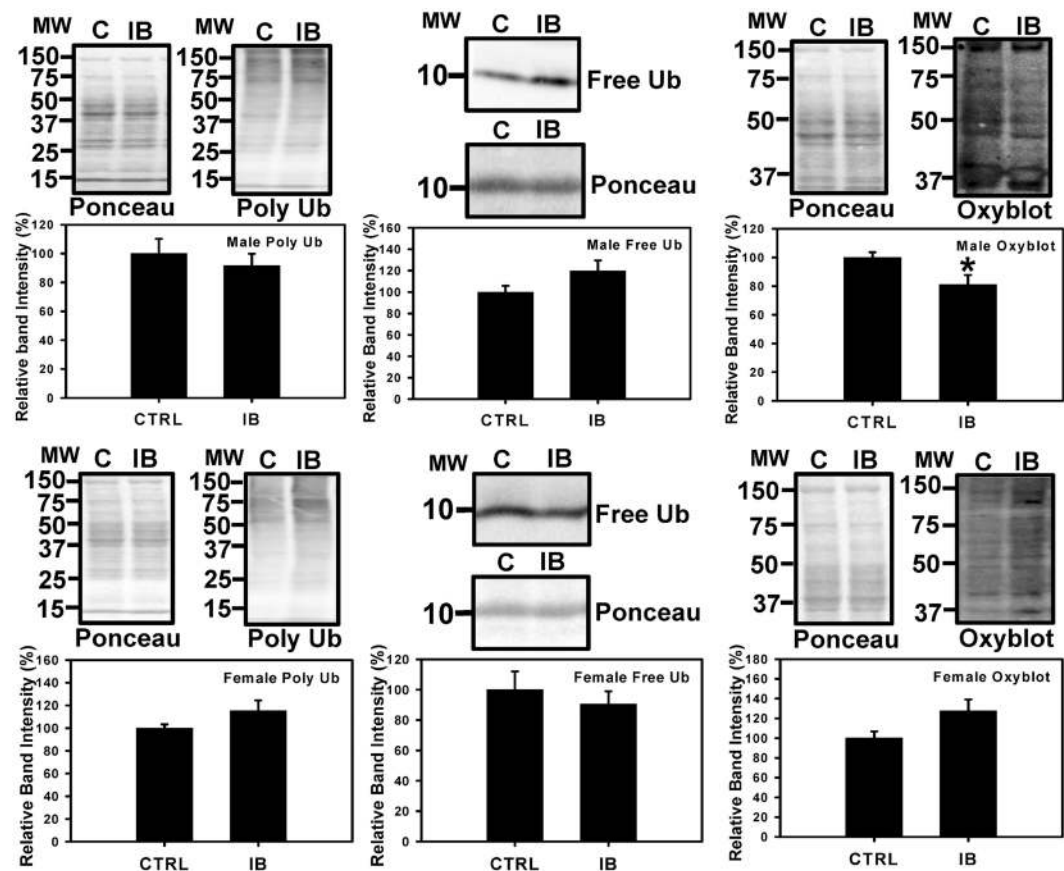 MW C IB
150
75
50
37
25
15
Ponceau
MW C IB
150
75
50
37
25
15
Poly Ub
C IB
10 Free Ub
C IB
10 Ponceau
MW C IB
150
50
37
Ponceau
MW C IB
150
50
37
Oxyblot
Relative band Intensity (%)
120
100
80
60
40
20
0
Male Poly Ub
CTRL IB
Relative Band Intensity (%)
160
140
120
100
80
60
40
20
0
Male Free Ub
CTRL IB
Relative Band Intensity (%)
120
100
80
60
40
20
0
Male Oxyblot
*
CTRL IB
MW C IB
150
75
50
37
25
15
Ponceau
MW C IB
150
75
50
37
25
15
Poly Ub
MW C IB
10 Free Ub
C IB
10 Ponceau
MW C IB
150
75
50
37
Ponceau
MW C IB
150
75
50
37
Oxyblot
Relative Band Intensity (%)
160
140
120
100
80
60
40
20
0
Female Poly Ub
CTRL IB
Relative Band Intensity (%)
120
100
80
60
40
20
0
Female Free Ub
CTRL IB
Relative Band Intensity (%)
180
160
140
120
100
80
60
40
20
0
Female Oxyblot
CTRL IB